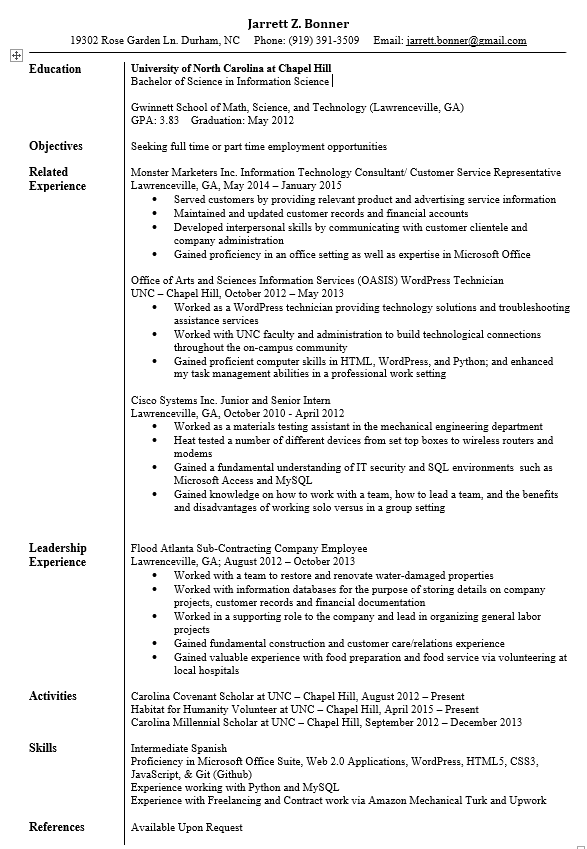 Jarrett Z. Bonner
19302 Rose Garden Ln. Durham, NC Phone: (919) 391-3509 Email: jarrett.bonner@gmail.com
Education
University of North Carolina at Chapel Hill
Bachelor of Science in Information Science
Gwinnett School of Math, Science, and Technology (Lawrenceville, GA)
GPA: 3.83 Graduation: May 2012
Objectives
Seeking full time or part time employment opportunities
Related
Experience
Monster Marketers Inc. Information Technology Consultant/ Customer Service Representative
Lawrenceville, GA, May 2014 – January 2015
• Served customers by providing relevant product and advertising service information
• Maintained and updated customer records and financial accounts
• Developed interpersonal skills by communicating with customer clientele and
company administration
• Gained proficiency in an office setting as well as expertise in Microsoft Office
Office of Arts and Sciences Information Services (OASIS) WordPress Technician
UNC – Chapel Hill, October 2012 – May 2013
• Worked as a WordPress technician providing technology solutions and troubleshooting
assistance services
• Worked with UNC faculty and administration to build technological connections
throughout the on-campus community
• Gained proficient computer skills in HTML, WordPress, and Python; and enhanced
my task management abilities in a professional work setting
Cisco Systems Inc. Junior and Senior Intern
Lawrenceville, GA, October 2010 - April 2012
• Worked as a materials testing assistant in the mechanical engineering department
• Heat tested a number of different devices from set top boxes to wireless routers and
modems
• Gained a fundamental understanding of IT security and SQL environments such as
Microsoft Access and MySQL
• Gained knowledge on how to work with a team, how to lead a team, and the benefits
and disadvantages of working solo versus in a group setting
Leadership
Experience
Flood Atlanta Sub-Contracting Company Employee
Lawrenceville, GA; August 2012 – October 2013
• Worked with a team to restore and renovate water-damaged properties
• Worked with information databases for the purpose of storing details on company
projects, customer records and financial documentation
• Worked in a supporting role to the company and lead in organizing general labor
projects
• Gained fundamental construction and customer care/relations experience
• Gained valuable experience with food preparation and food service via volunteering at
local hospitals
Activities
Carolina Covenant Scholar at UNC – Chapel Hill, August 2012 – Present
Habitat for Humanity Volunteer at UNC – Chapel Hill, April 2015 – Present
Carolina Millennial Scholar at UNC – Chapel Hill, September 2012 – December 2013
Skills
Intermediate Spanish
Proficiency in Microsoft Office Suite, Web 2.0 Applications, WordPress, HTML5, CSS3,
JavaScript, & Git (Github)
Experience working with Python and MySQL
Experience with Freelancing and Contract work via Amazon Mechanical Turk and Upwork
References
Available Upon Request